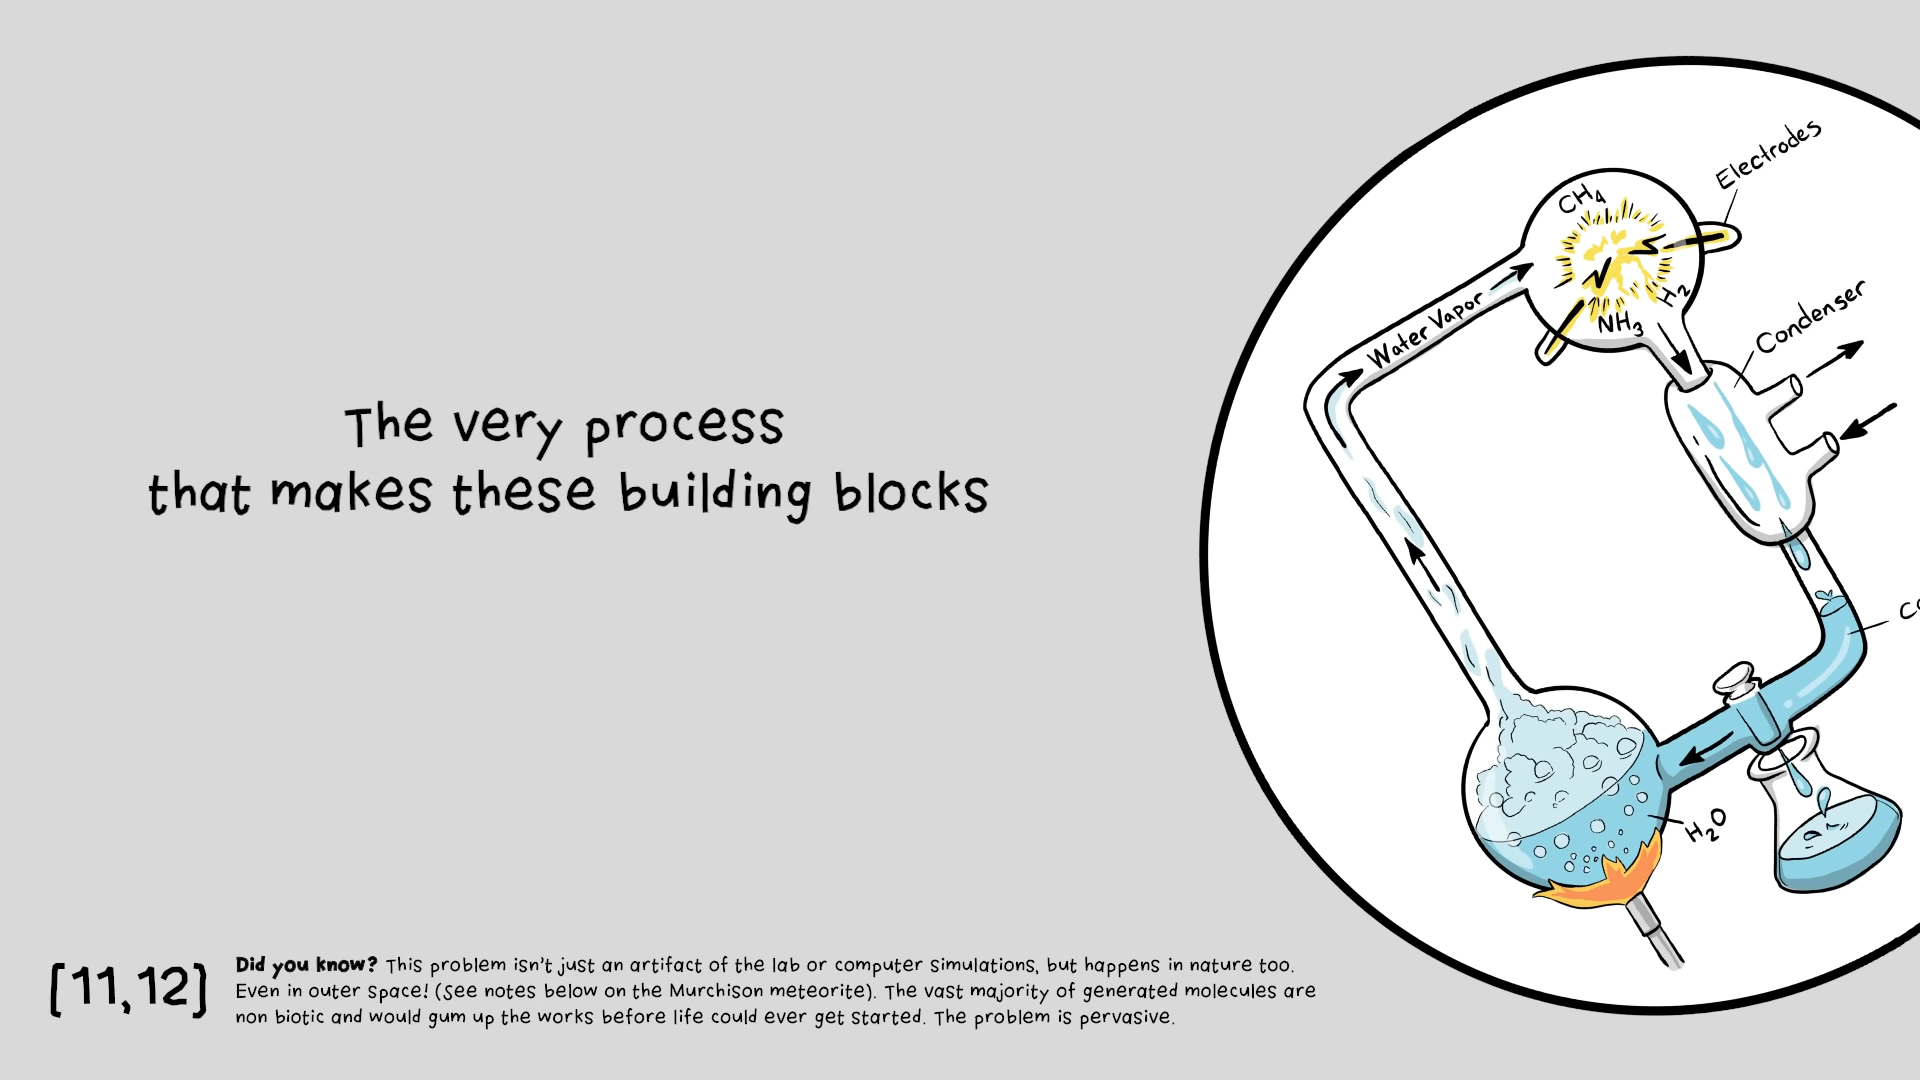 The very process
that makes these building blocks
Electrodes
CH4
H2
NH3
Water Vapor
Condenser
H2O
[11,12]
Did you know? This problem isn't just an artifact of the lab or computer simulations, but happens in nature too.
Even in outer space! (See notes below on the Murchison meteorite). The vast majority of generated molecules are
non biotic and would gum up the works before life could ever get started. The problem is pervasive.